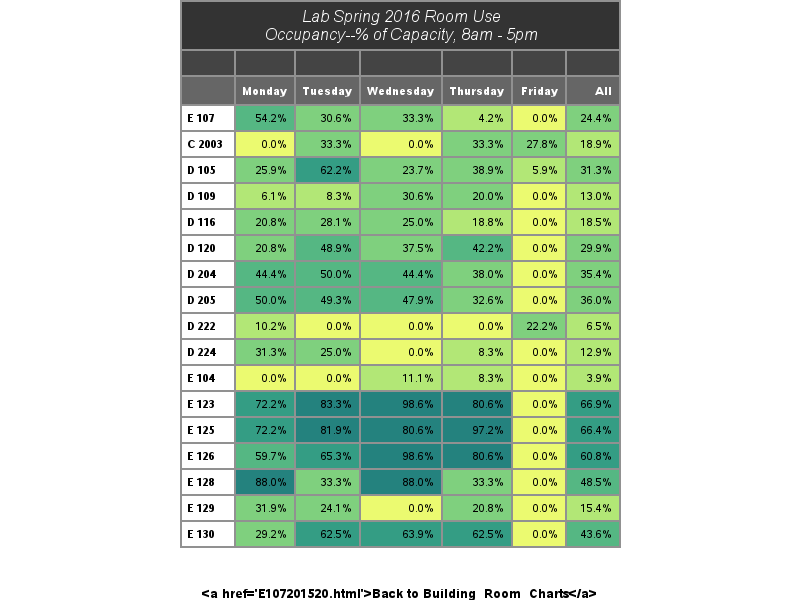 Lab Spring 2016 Room Use
Occupancy--% of Capacity, 8am - 5pm
Monday Tuesday Wednesday Thursday Friday All
E 107 54.2% 30.6% 33.3% 4.2% 0.0% 24.4%
C 2003 0.0% 33.3% 0.0% 33.3% 27.8% 18.9%
D 105 25.9% 62.2% 23.7% 38.9% 5.9% 31.3%
D 109 6.1% 8.3% 30.6% 20.0% 0.0% 13.0%
D 116 20.8% 28.1% 25.0% 18.8% 0.0% 18.5%
D 120 20.8% 48.9% 37.5% 42.2% 0.0% 29.9%
D 204 44.4% 50.0% 44.4% 38.0% 0.0% 35.4%
D 205 50.0% 49.3% 47.9% 32.6% 0.0% 36.0%
D 222 10.2% 0.0% 0.0% 0.0% 22.2% 6.5%
D 224 31.3% 25.0% 0.0% 8.3% 0.0% 12.9%
E 104 0.0% 0.0% 11.1% 8.3% 0.0% 3.9%
E 123 72.2% 83.3% 98.6% 80.6% 0.0% 66.9%
E 125 72.2% 81.9% 80.6% 97.2% 0.0% 66.4%
E 126 59.7% 65.3% 98.6% 80.6% 0.0% 60.8%
E 128 88.0% 33.3% 88.0% 33.3% 0.0% 48.5%
E 129 31.9% 24.1% 0.0% 20.8% 0.0% 15.4%
E 130 29.2% 62.5% 63.9% 62.5% 0.0% 43.6%
<a href='E107201520.html'>Back to Building_Room_Charts</a>